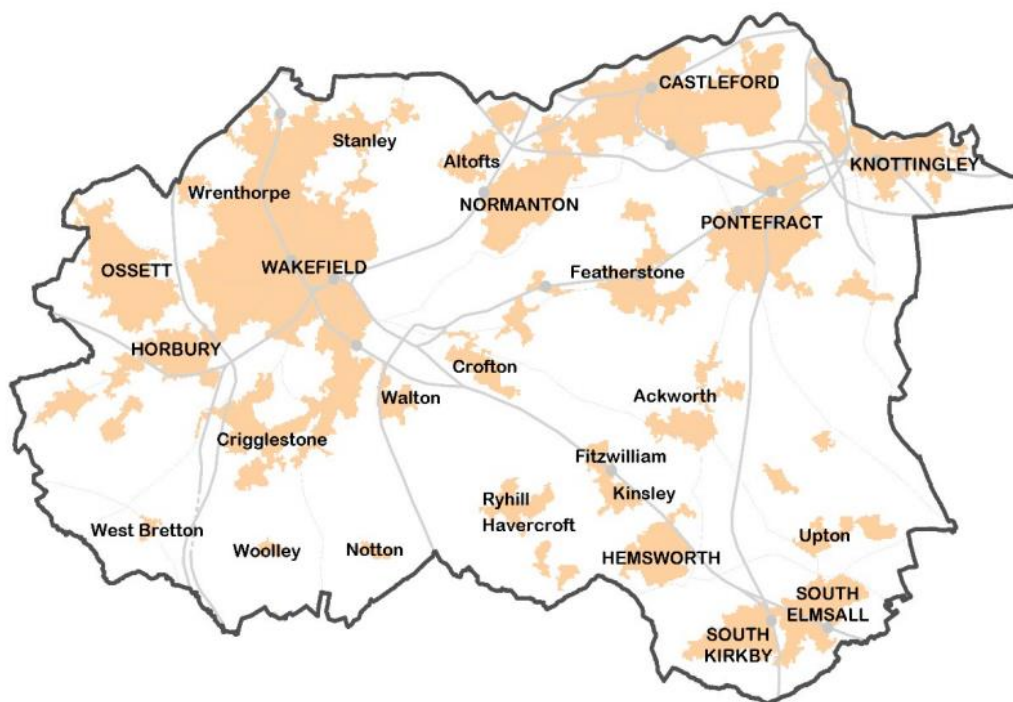 CASTLEFORD
Stanley
Altofts
KNOTTINGLEY
Wrenthorpe
NORMANTON
PONTEFRACT
OSSETT
WAKEFIELD
Featherstone
HORBURY
Crofton
Walton
Ackworth
Crigglestone
Fitzwilliam
Kinsley
Ryhill
Havercroft
West Bretton
Woolley
Notton
HEMSWORTH
Upton
SOUTH
ELMSALL
SOUTH
KIRKBY